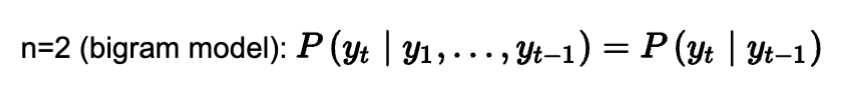 n=2 (bigram model): P(y_t | y_1, . . . , y_{t−1}) = P(y_t | y_{t−1})